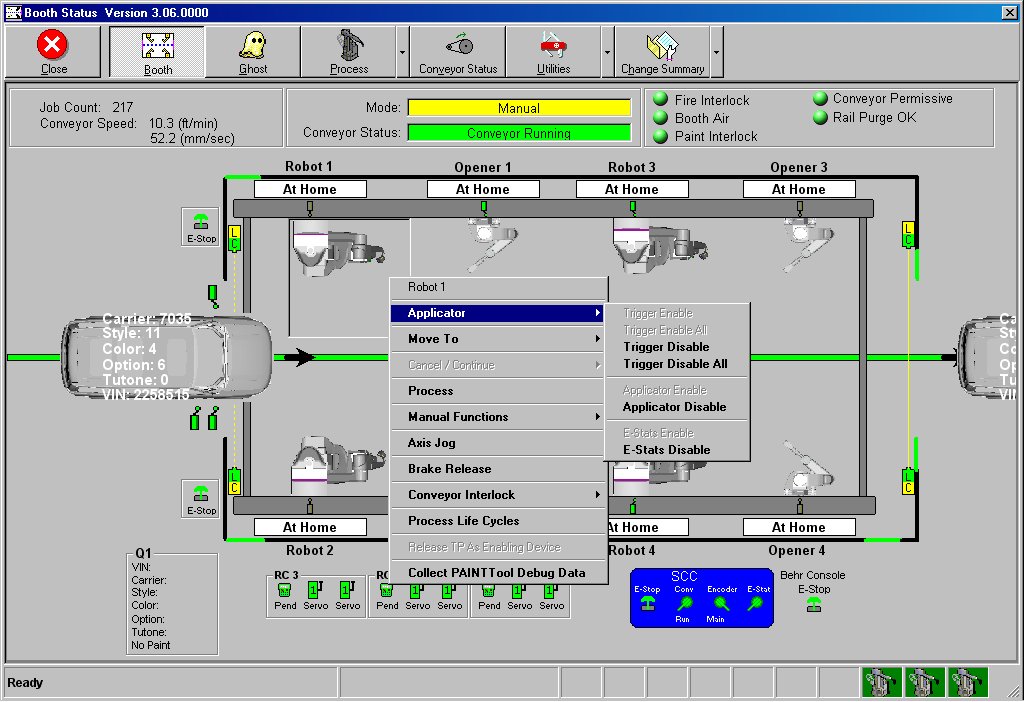 Booth Status Version 3.06.0000
Close
Booth
Ghost
Process
Conveyor Status
Utilities
Change Summary
Job Count: 217
Conveyor Speed: 10.3 (ft/min)
52.2 (mm/sec)
Mode: Manual
Conveyor Status: Conveyor Running
Fire Interlock
Booth Air
Paint Interlock
Conveyor Permissive
Rail Purge OK
Robot 1
Opener 1
Robot 3
Opener 3
At Home
At Home
At Home
At Home
E-Stop
L
C
L
C
Carrier: 7035
Style: 11
Color: 4
Option: 6
Tutone: 0
VIN: 2258515
Ca
Sty
Co
Op
Tu
VI
Robot 1
Applicator
Move To
Cancel / Continue
Process
Manual Functions
Axis Jog
Brake Release
Conveyor Interlock
Process Life Cycles
Release TP As Enabling Device
Collect PAINTTool Debug Data
Trigger Enable
Trigger Enable All
Trigger Disable
Trigger Disable All
Applicator Enable
Applicator Disable
E-Stats Enable
E-Stats Disable
E-Stop
L
C
L
C
At Home
At Home
At Home
Robot 2
Robot 4
Opener 4
Q1
VIN:
Carrier:
Style:
Color:
Option:
Tutone:
No Paint
RC 3
Pend Servo Servo
RC
Pend Servo Servo
Pend Servo Servo
SCC
E-Stop Conv Encoder E-Stat
Run Main
Behr Console
E-Stop
Ready